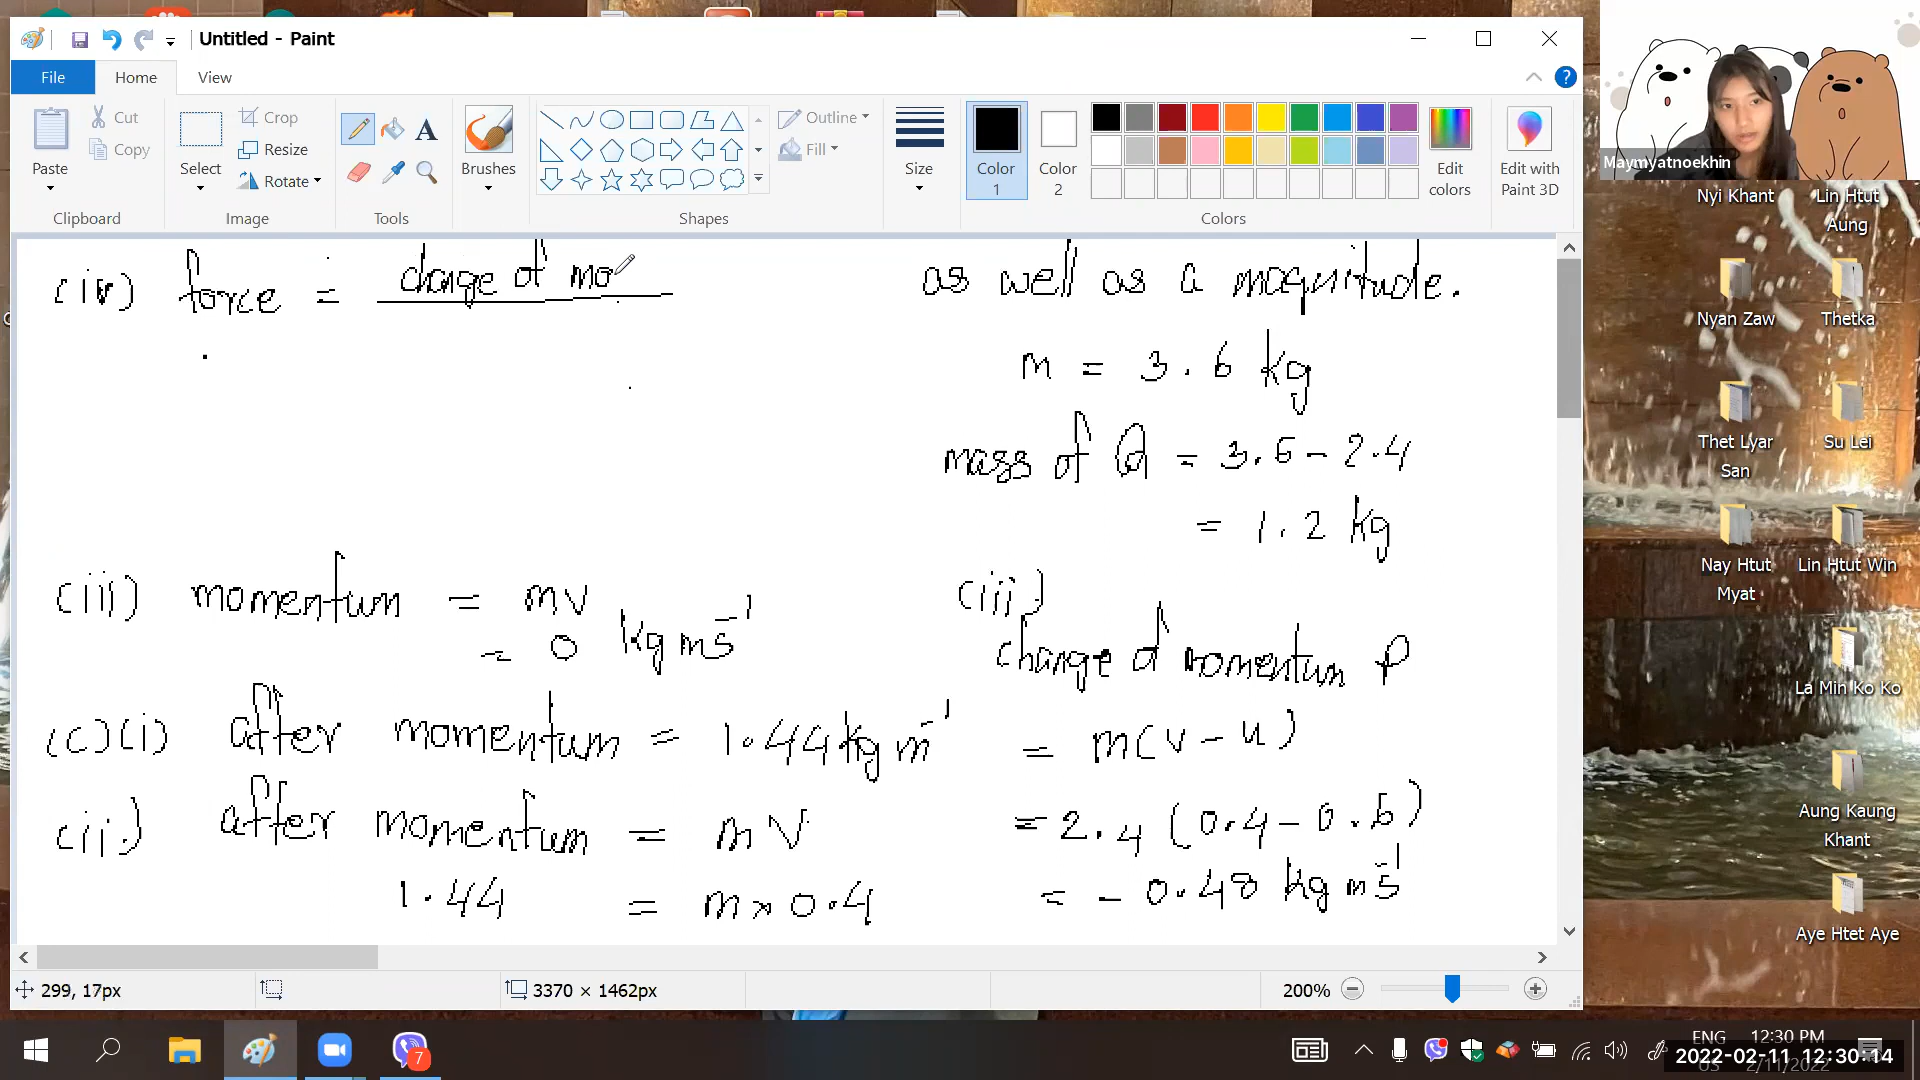 Untitled - Paint
File
Home
View
Paste
Cut
Copy
Clipboard
Select
Crop
Resize
Rotate
Image
Tools
Brushes
Shapes
Outline
Fill
Size
Color 1
Color 2
Colors
Edit colors
Edit with Paint 3D
(iv) force = change of mo
as well as a magnitude.
m = 3.6 kg
mass of Q = 3.6 - 2.4
= 1.2 kg
(iii) momentum = mv
= 0 kg ms-1
(c)(i) after momentum = 1.44 kg m-1
(ii) after momentum = mv
1.44 = m × 0.4
(iii)
change of momentum P
= m(v - u)
= 2.4 (0.4 - 0.6)
= - 0.48 kg ms-1
299, 17px
3370 × 1462px
200%
Maymyatnoekhin
Nyi Khant
Lin Htut Aung
Nyan Zaw
Thetka
Thet Lyar San
Su Lei
Nay Htut Myat
Lin Htut Win
La Min Ko Ko
Aung Kaung Khant
Aye Htet Aye
7
ENG
12:30 PM
2022-02-11 12:30:14